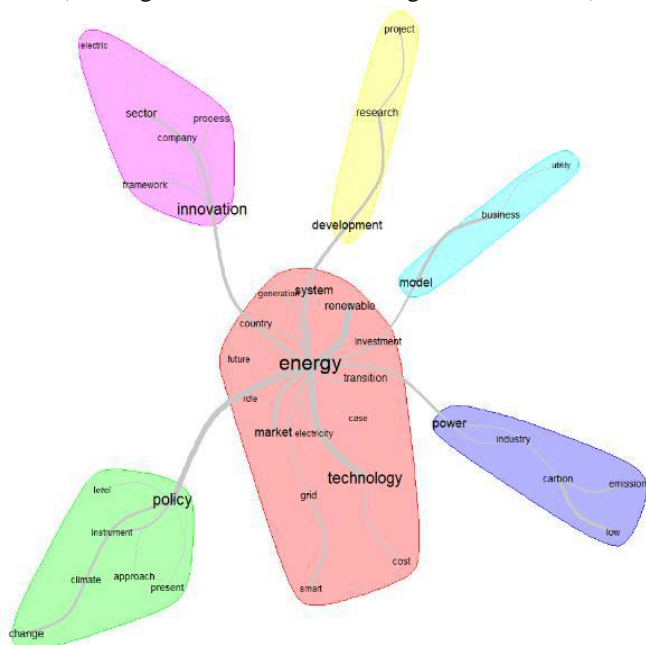 electric
sector
process
company
framework
innovation
project
research
development
utility
business
model
generation
system
renewable
country
investment
future
energy
transition
role
case
market
electricity
technology
grid
cost
smart
power
industry
carbon
emission
low
level
policy
instrument
climate
approach
present
change